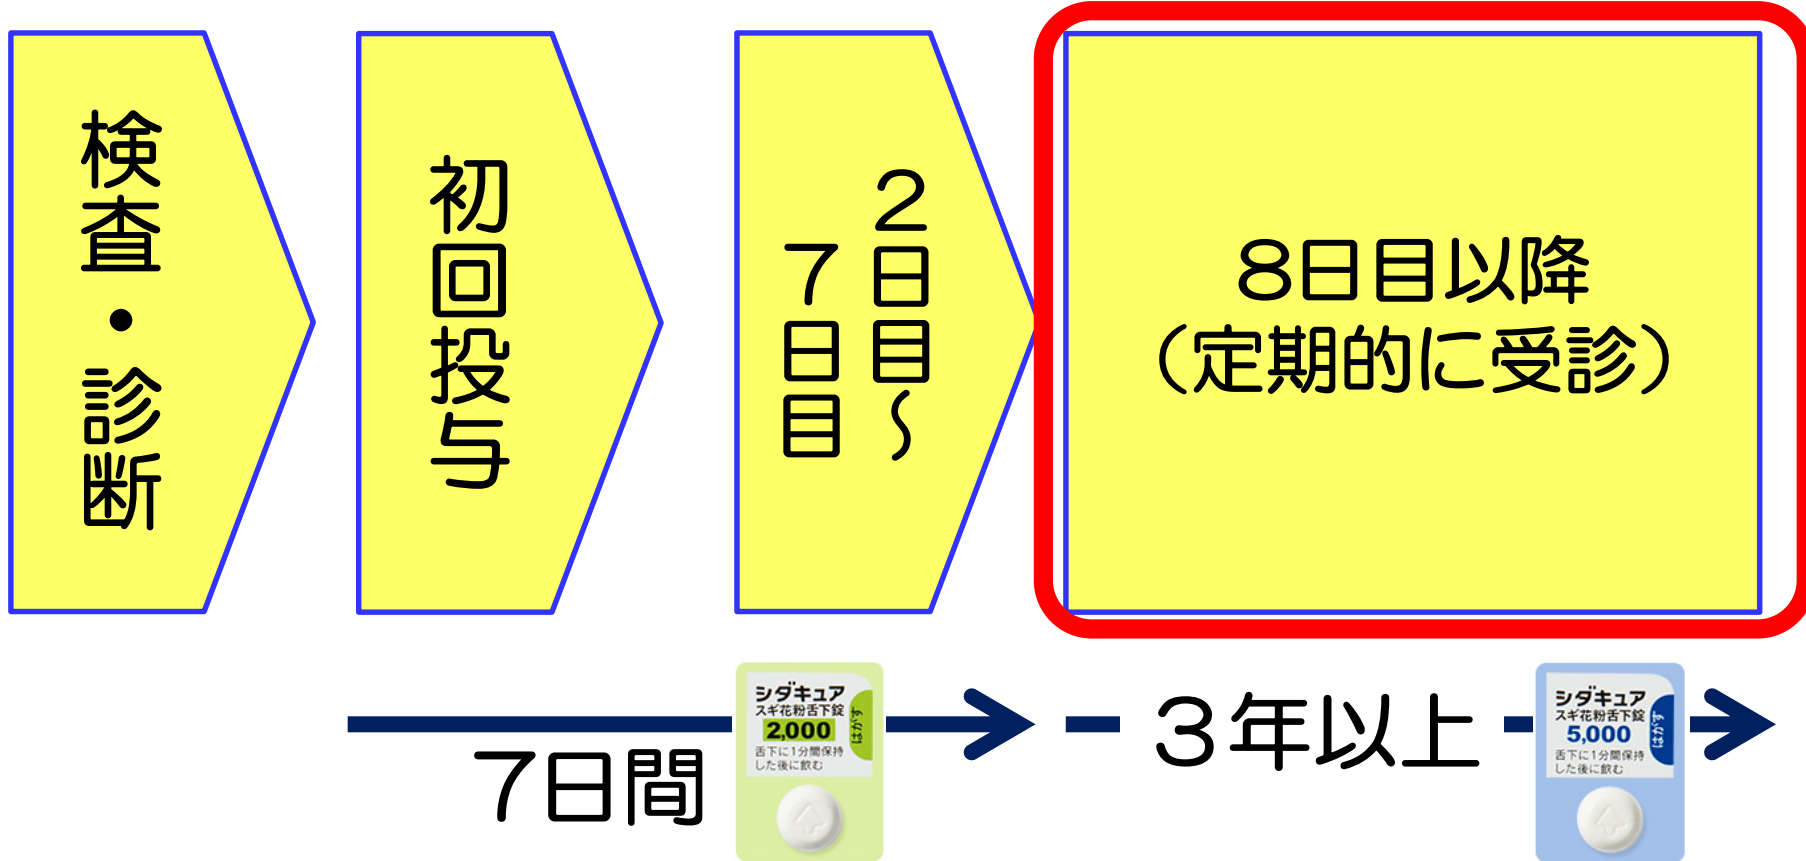 検査・診断
初回投与
２日目～
７日目
８日目以降
（定期的に受診）
７日間
シダキュア
スギ花粉舌下錠
2,000
舌下に1分間保持
した後に飲む
はがす
３年以上
シダキュア
スギ花粉舌下錠
5,000
舌下に1分間保持
した後に飲む
はがす